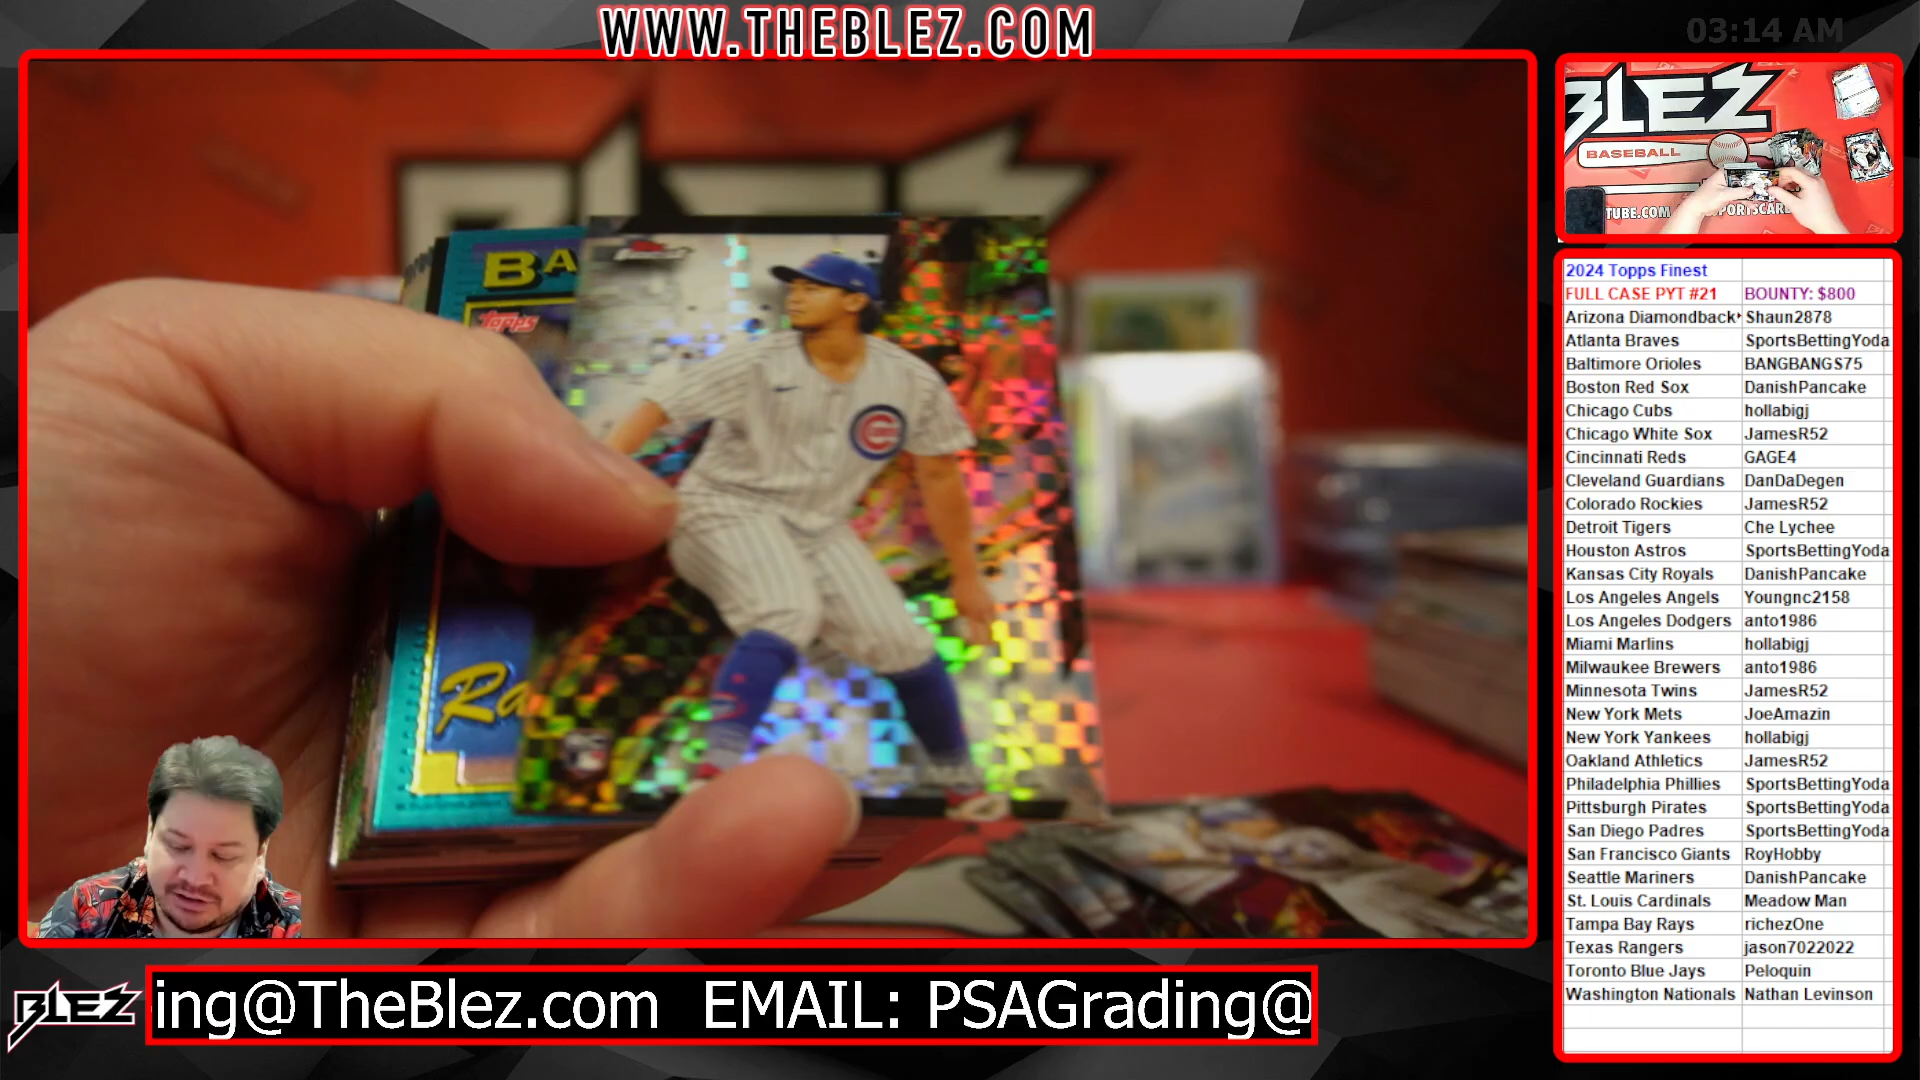 WWW.THEBLEZ.COM
03:14 AM
BA
Topps
Finest
Ra
BLEZ
BASEBALL
TUBE.COM
2024 Topps Finest
FULL CASE PYT #21 BOUNTY: $800
Arizona Diamondback Shaun2878
Atlanta Braves SportsBettingYoda
Baltimore Orioles BANGBANGS75
Boston Red Sox DanishPancake
Chicago Cubs hollabigj
Chicago White Sox JamesR52
Cincinnati Reds GAGE4
Cleveland Guardians DanDaDegen
Colorado Rockies JamesR52
Detroit Tigers Che Lychee
Houston Astros SportsBettingYoda
Kansas City Royals DanishPancake
Los Angeles Angels Youngnc2158
Los Angeles Dodgers anto1986
Miami Marlins hollabigj
Milwaukee Brewers anto1986
Minnesota Twins JamesR52
New York Mets JoeAmazin
New York Yankees hollabigj
Oakland Athletics JamesR52
Philadelphia Phillies SportsBettingYoda
Pittsburgh Pirates SportsBettingYoda
San Diego Padres SportsBettingYoda
San Francisco Giants RoyHobby
Seattle Mariners DanishPancake
St. Louis Cardinals Meadow Man
Tampa Bay Rays richezOne
Texas Rangers jason7022022
Toronto Blue Jays Peloquin
Washington Nationals Nathan Levinson
BLEZ
ing@TheBlez.com EMAIL: PSAGrading@